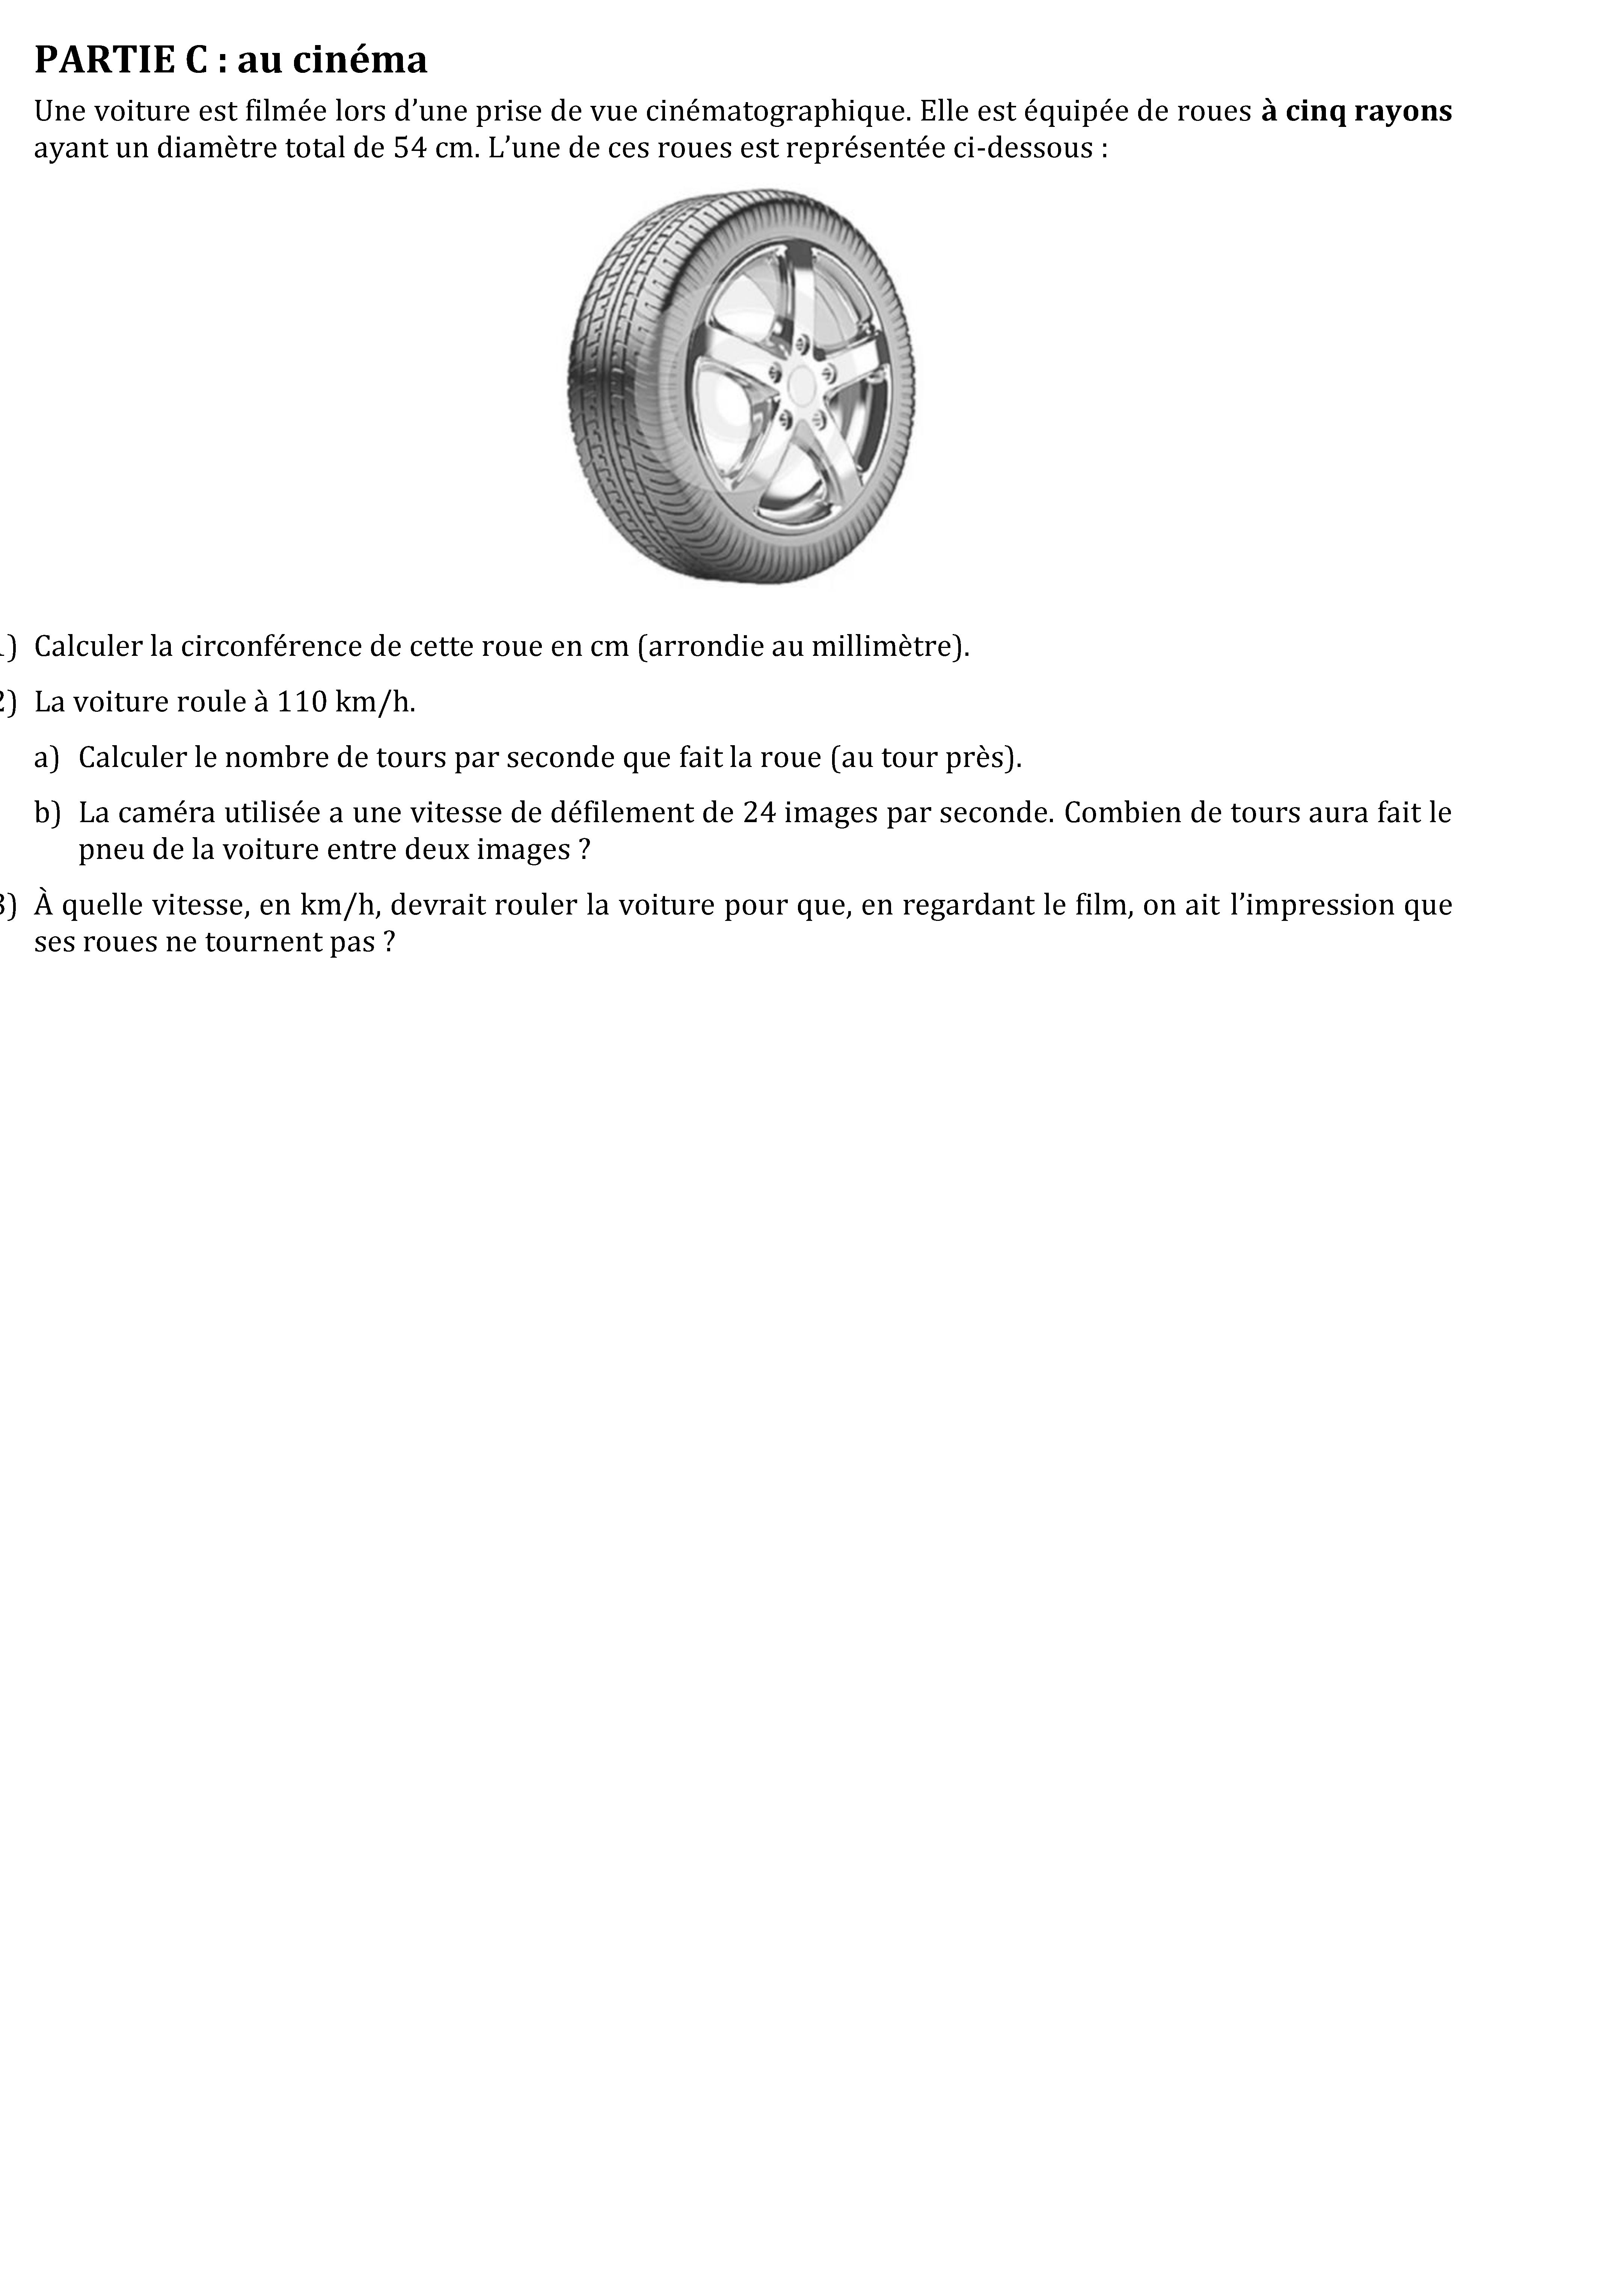 PARTIE C : au cinéma
Une voiture est filmée lors d’une prise de vue cinématographique. Elle est équipée de roues à cinq rayons
ayant un diamètre total de 54 cm. L’une de ces roues est représentée ci-dessous :
1) Calculer la circonférence de cette roue en cm (arrondie au millimètre).
2) La voiture roule à 110 km/h.
a) Calculer le nombre de tours par seconde que fait la roue (au tour près).
b) La caméra utilisée a une vitesse de défilement de 24 images par seconde. Combien de tours aura fait le
pneu de la voiture entre deux images ?
3) À quelle vitesse, en km/h, devrait rouler la voiture pour que, en regardant le film, on ait l’impression que
ses roues ne tournent pas ?